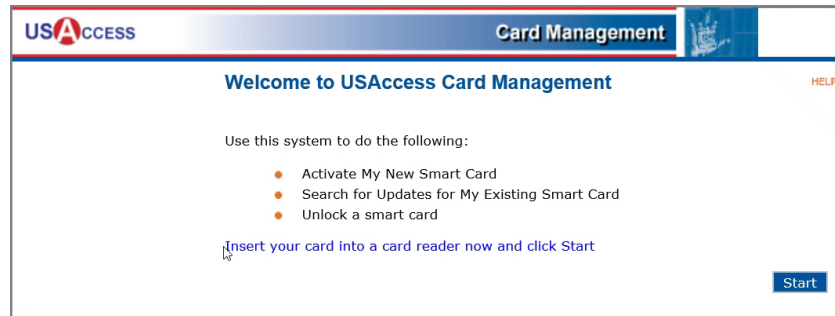 USAccess
Card Management
Welcome to USAccess Card Management
HELP
Use this system to do the following:
Activate My New Smart Card
Search for Updates for My Existing Smart Card
Unlock a smart card
Insert your card into a card reader now and click Start
Start